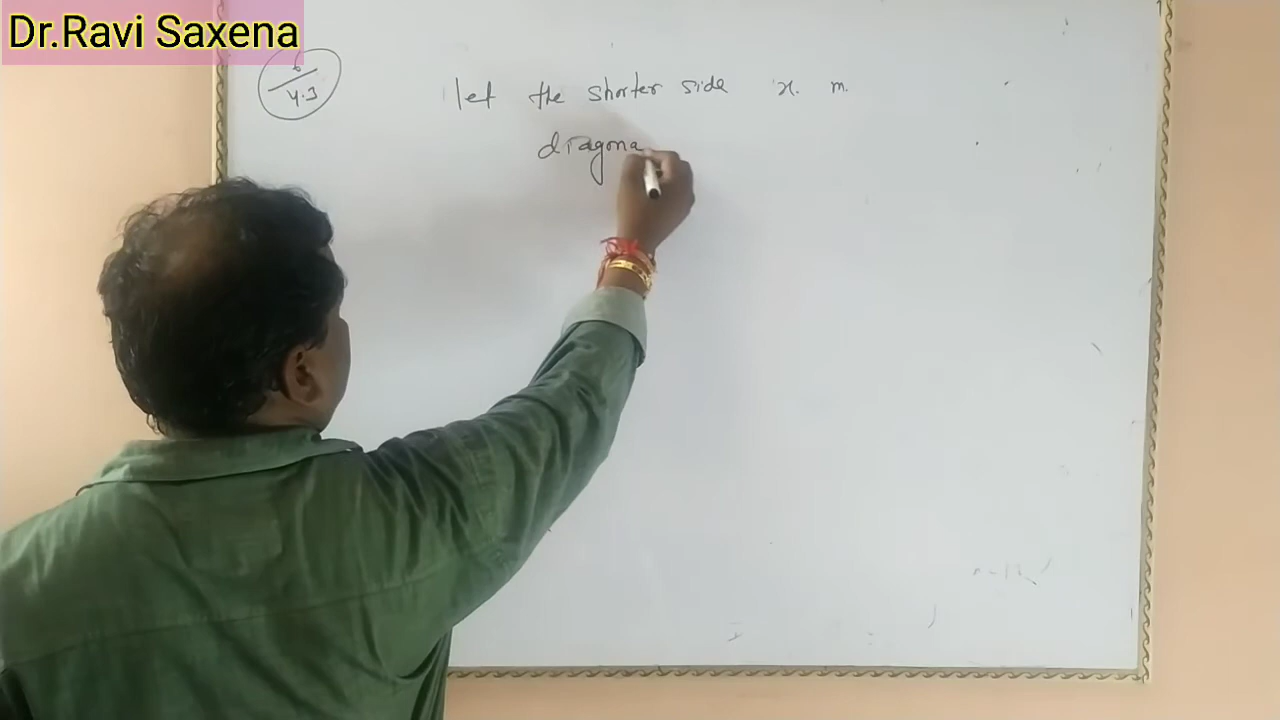 Dr.Ravi Saxena
6
4.3
let the shorter side x. m.
diagona